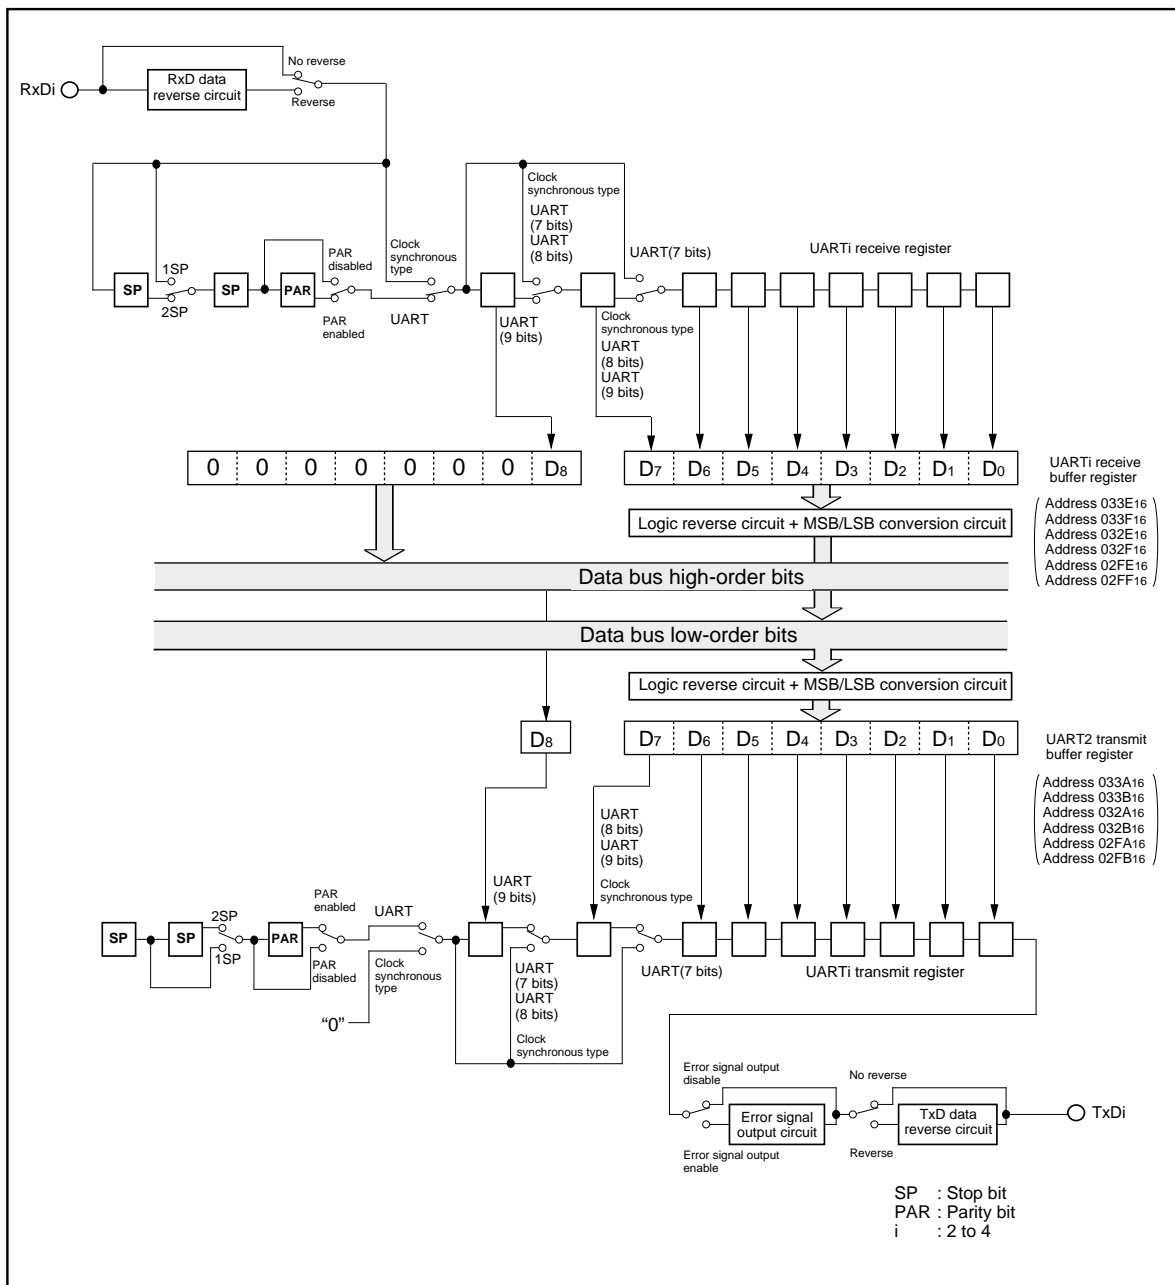 No reverse
RxDi
RxD data
reverse circuit
Reverse
Clock
synchronous type
UART
(7 bits)
UART
(8 bits)
UARTi receive register
UART(7 bits)
PAR
disabled
Clock
synchronous
type
1SP
SP
SP
PAR
2SP
PAR
enabled
UART
UART
(9 bits)
Clock
synchronous type
UART
(8 bits)
UART
(9 bits)
0 0 0 0 0 0 0 D8
D7 D6 D5 D4 D3 D2 D1 D0
UARTi receive
buffer register
Address 033E16
Address 033F16
Address 032E16
Address 032F16
Address 02FE16
Address 02FF16
Logic reverse circuit + MSB/LSB conversion circuit
Data bus high-order bits
Data bus low-order bits
Logic reverse circuit + MSB/LSB conversion circuit
D8
D7 D6 D5 D4 D3 D2 D1 D0
UART2 transmit
buffer register
Address 033A16
Address 033B16
Address 032A16
Address 032B16
Address 02FA16
Address 02FB16
UART
(8 bits)
UART
(9 bits)
Clock
synchronous type
UART
(9 bits)
PAR
enabled
UART
2SP
SP
SP
PAR
1SP
PAR
disabled
Clock
synchronous
type
UART
(7 bits)
UART
(8 bits)
UART(7 bits)
UARTi transmit register
“0”
Clock
synchronous type
Error signal output
disable
No reverse
Error signal
output circuit
TxD data
reverse circuit
TxDi
Error signal output
enable
Reverse
SP : Stop bit
PAR : Parity bit
i : 2 to 4